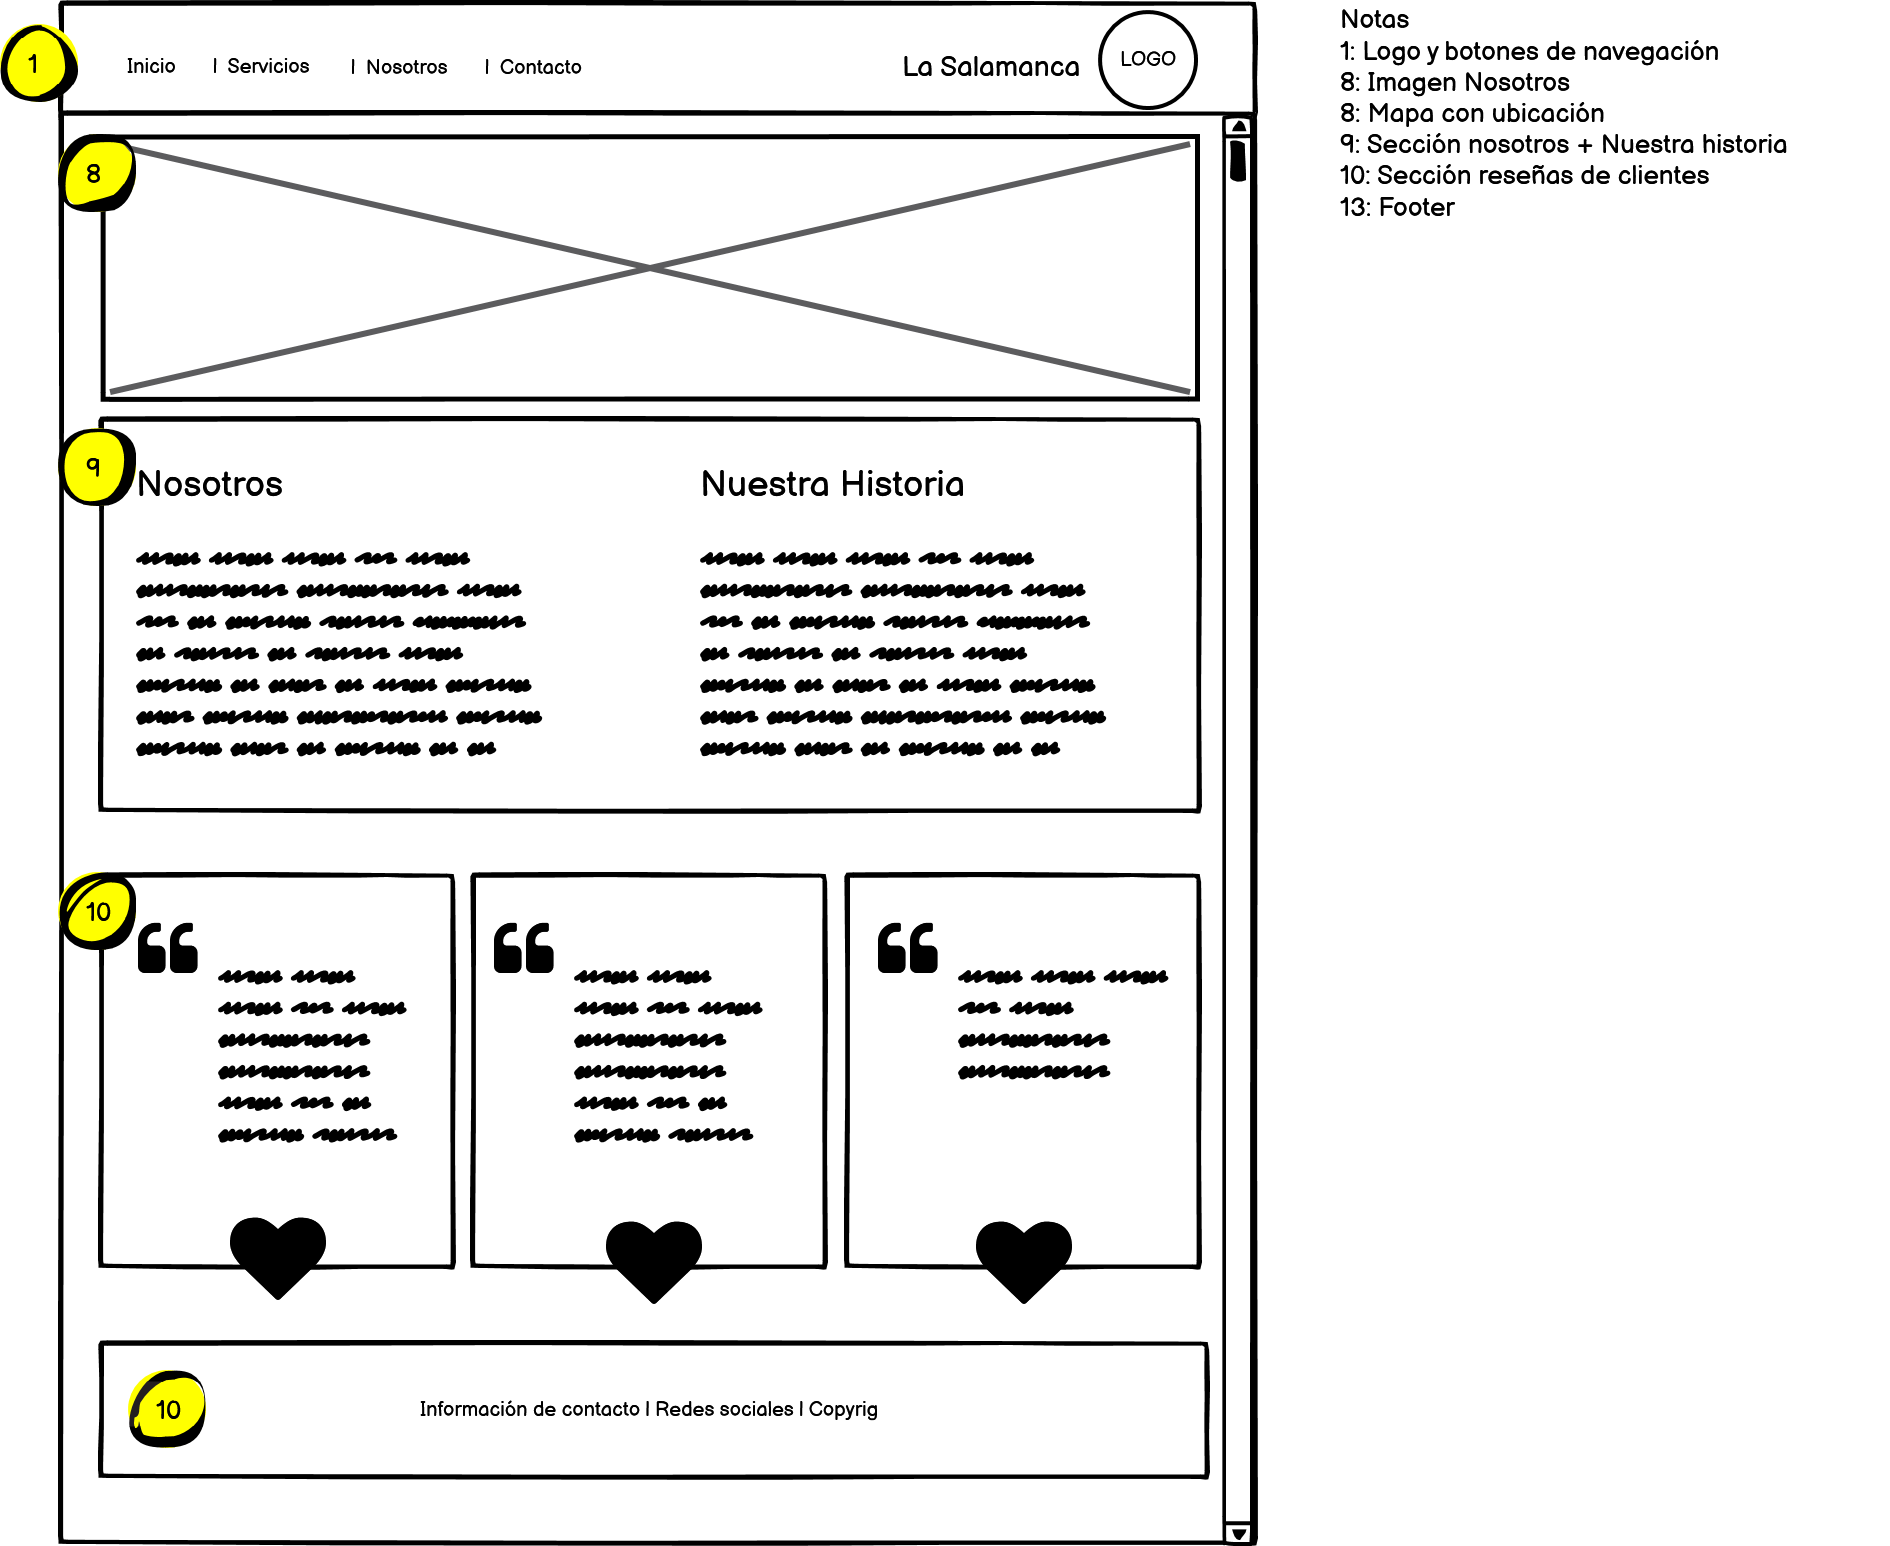 1
Inicio | Servicios | Nosotros | Contacto
La Salamanca
LOGO
8
9
Nosotros
Nuestra Historia
10
10
Información de contacto | Redes sociales | Copyrig
Notas
1: Logo y botones de navegación
8: Imagen Nosotros
8: Mapa con ubicación
9: Sección nosotros + Nuestra historia
10: Sección reseñas de clientes
13: Footer